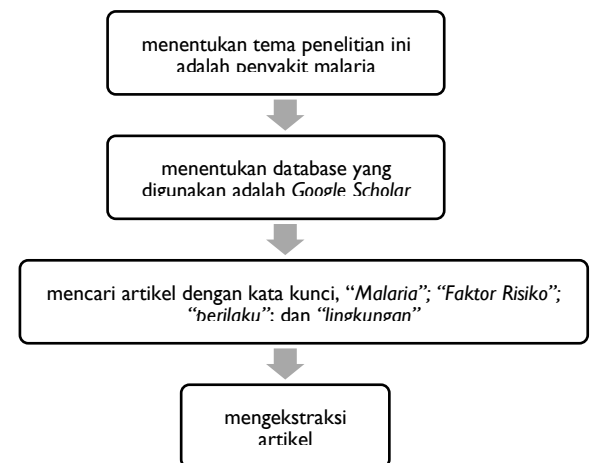 menentukan tema penelitian ini
adalah penyakit malaria
menentukan database yang
digunakan adalah Google Scholar
mencari artikel dengan kata kunci, “Malaria”; “Faktor Risiko”;
“perilaku”; dan “lingkungan”
mengekstraksi
artikel